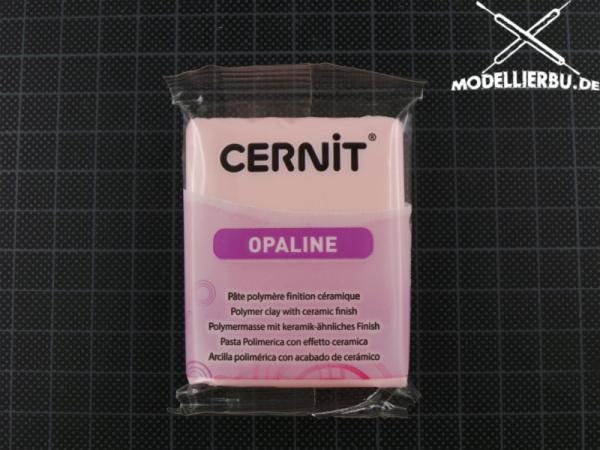 MODELLIERBU.DE
CERNiT®
OPALINE
Pâte polymère finition céramique
Polymer clay with ceramic finish
Polymermasse mit keramik-ähnliches Finish
Pasta Polimerica con effetto ceramica
Arcilla polimérica con acabado de cerámico